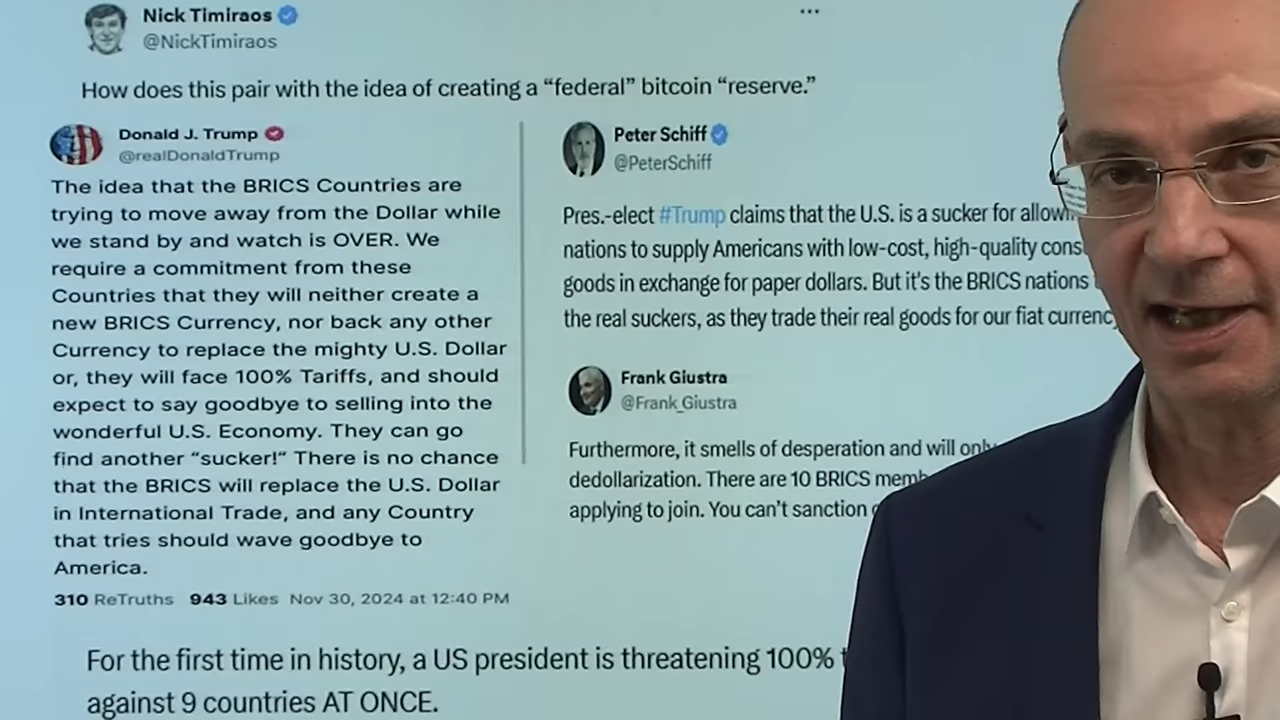 Nick Timiraos
@NickTimiraos
How does this pair with the idea of creating a “federal” bitcoin “reserve.”
Donald J. Trump
@realDonaldTrump
The idea that the BRICS Countries are
trying to move away from the Dollar while
we stand by and watch is OVER. We
require a commitment from these
Countries that they will neither create a
new BRICS Currency, nor back any other
Currency to replace the mighty U.S. Dollar
or, they will face 100% Tariffs, and should
expect to say goodbye to selling into the
wonderful U.S. Economy. They can go
find another “sucker!” There is no chance
that the BRICS will replace the U.S. Dollar
in International Trade, and any Country
that tries should wave goodbye to
America.
310 ReTruths 943 Likes Nov 30, 2024 at 12:40 PM
Peter Schiff
@PeterSchiff
Pres.-elect #Trump claims that the U.S. is a sucker for
nations to supply Americans with low-cost, high-quality
goods in exchange for paper dollars. But it's the BRICS nations
the real suckers, as they trade their real goods for our fiat
Frank Giustra
@Frank_Giustra
Furthermore, it smells of desperation and will
dedollarization. There are 10 BRICS
applying to join. You can’t sanction
For the first time in history, a US president is threatening 100%
against 9 countries AT ONCE.